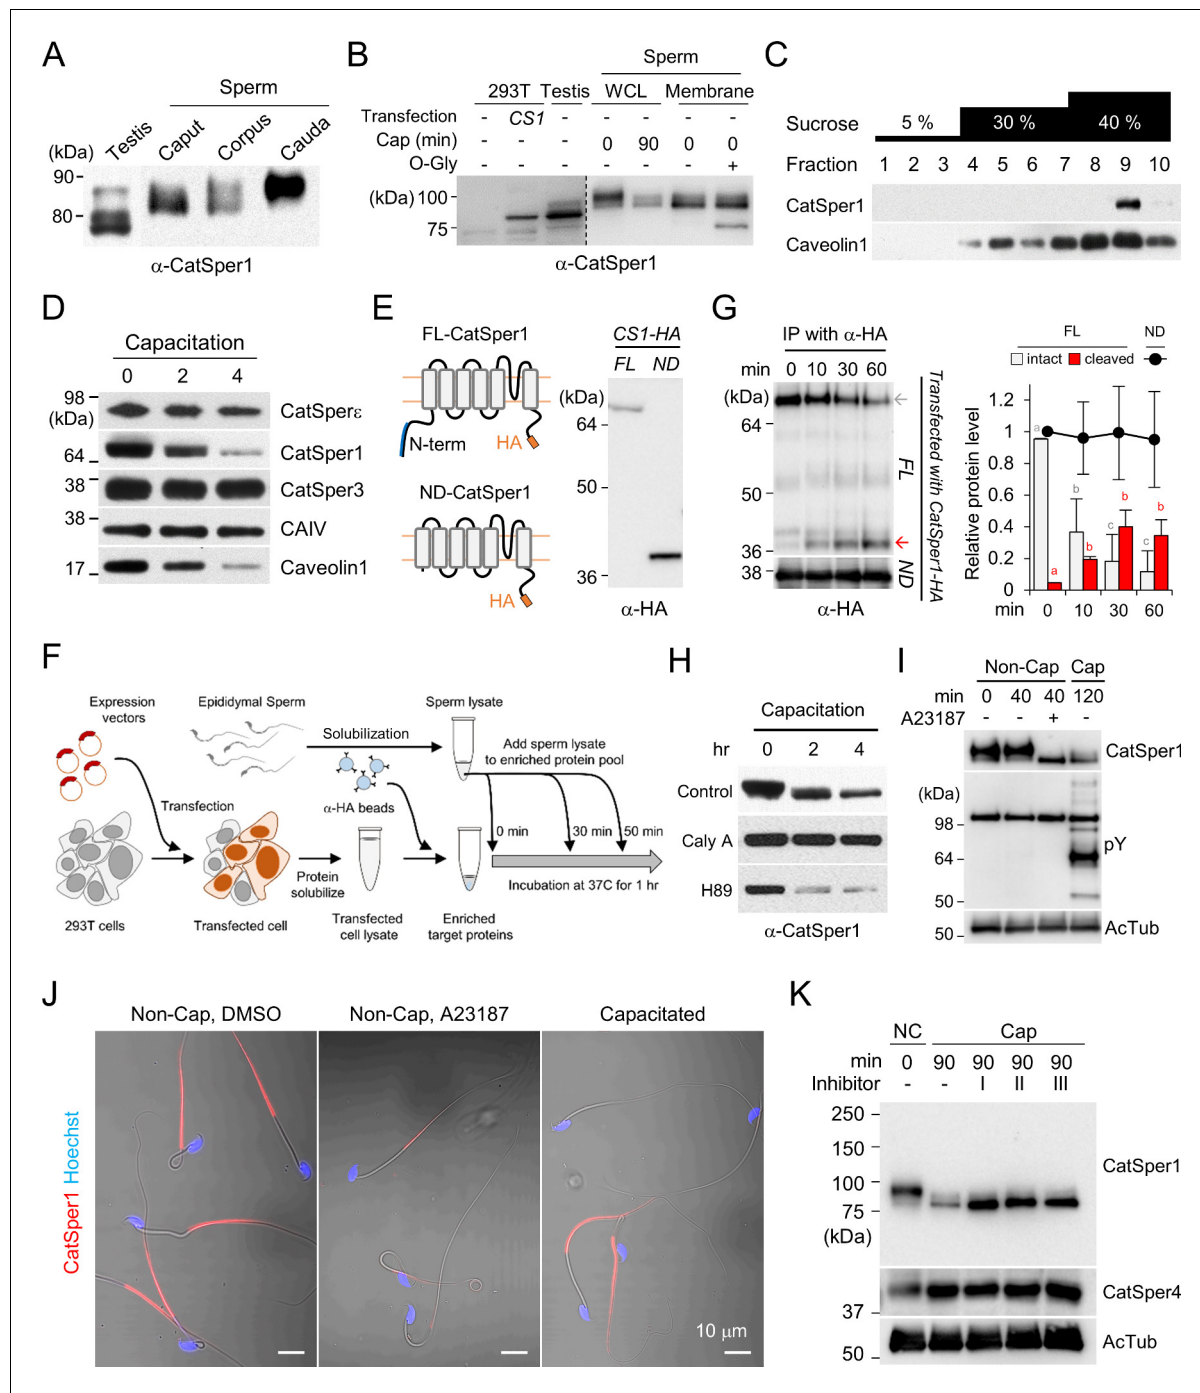 A
Sperm
Testis
Caput
Corpus
Cauda
(kDa)
90
80
α-CatSper1
B
Sperm
293T Testis WCL Membrane
Transfection - CS1 - - - - -
Cap (min) - - - 0 90 0 0
O-Gly - - - - - - +
(kDa) 100
75
α-CatSper1
C
Sucrose 5 % 30 % 40 %
Fraction 1 2 3 4 5 6 7 8 9 10
CatSper1
Caveolin1
D
Capacitation
0 2 4
98
(kDa)
CatSperε
64
CatSper1
38
CatSper3
38
CAIV
17
Caveolin1
E
FL-CatSper1
N-term
HA
ND-CatSper1
HA
CS1-HA
FL ND
(kDa)
64
50
36
α-HA
G
IP with α-HA
min 0 10 30 60
(kDa)
64
50
36
38
FL
ND
Transfected with CatSper1-HA
α-HA
FL ND
intact cleaved
Relative protein level
1.2
1
0.8
0.6
0.4
0.2
0
a
a
b
b
c
b
c
b
min 0 10 30 60
F
Expression vectors
Epididymal Sperm
Sperm lysate
Solubilization
Add sperm lysate to enriched protein pool
α-HA beads
Transfection
0 min
30 min
50 min
Protein solubilize
Incubation at 37C for 1 hr
293T cells
Transfected cell
Transfected cell lysate
Enriched target proteins
H
Capacitation
hr 0 2 4
Control
Caly A
H89
α-CatSper1
I
Non-Cap Cap
min 0 40 40 120
A23187 - - + -
CatSper1
(kDa)
98
64
50
pY
50
AcTub
J
Non-Cap, DMSO
Non-Cap, A23187
Capacitated
CatSper1 Hoechst
10 μm
K
NC Cap
min 0 90 90 90 90
Inhibitor - - I II III
250
150
100
75
(kDa)
CatSper1
37
CatSper4
50
AcTub